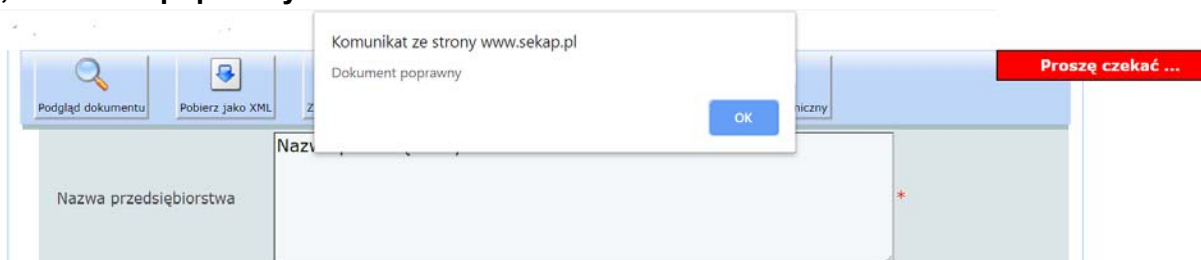 Komunikat ze strony www.sekap.pl
Dokument poprawny
OK
Proszę czekać ...
Podgląd dokumentu
Pobierz jako XML
Nazwa przedsiębiorstwa
*